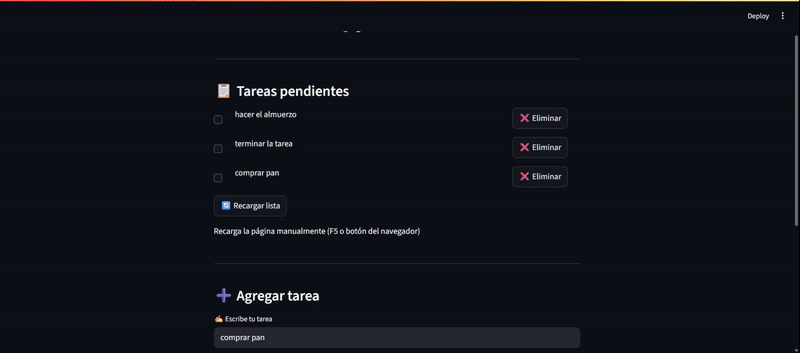 Deploy
Tareas pendientes
hacer el almuerzo
Eliminar
terminar la tarea
Eliminar
comprar pan
Eliminar
Recargar lista
Recarga la página manualmente (F5 o botón del navegador)
Agregar tarea
Escribe tu tarea
comprar pan